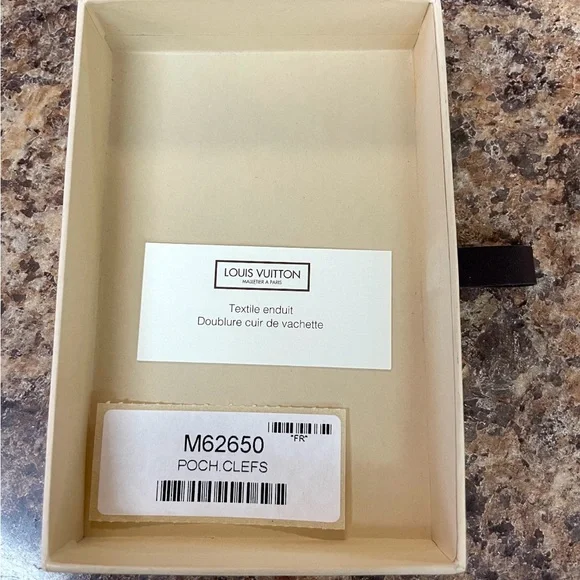 LOUIS VUITTON
MALLETIER A PARIS
Textile enduit
Doublure cuir de vachette
"FR"
M62650
POCH.CLEFS